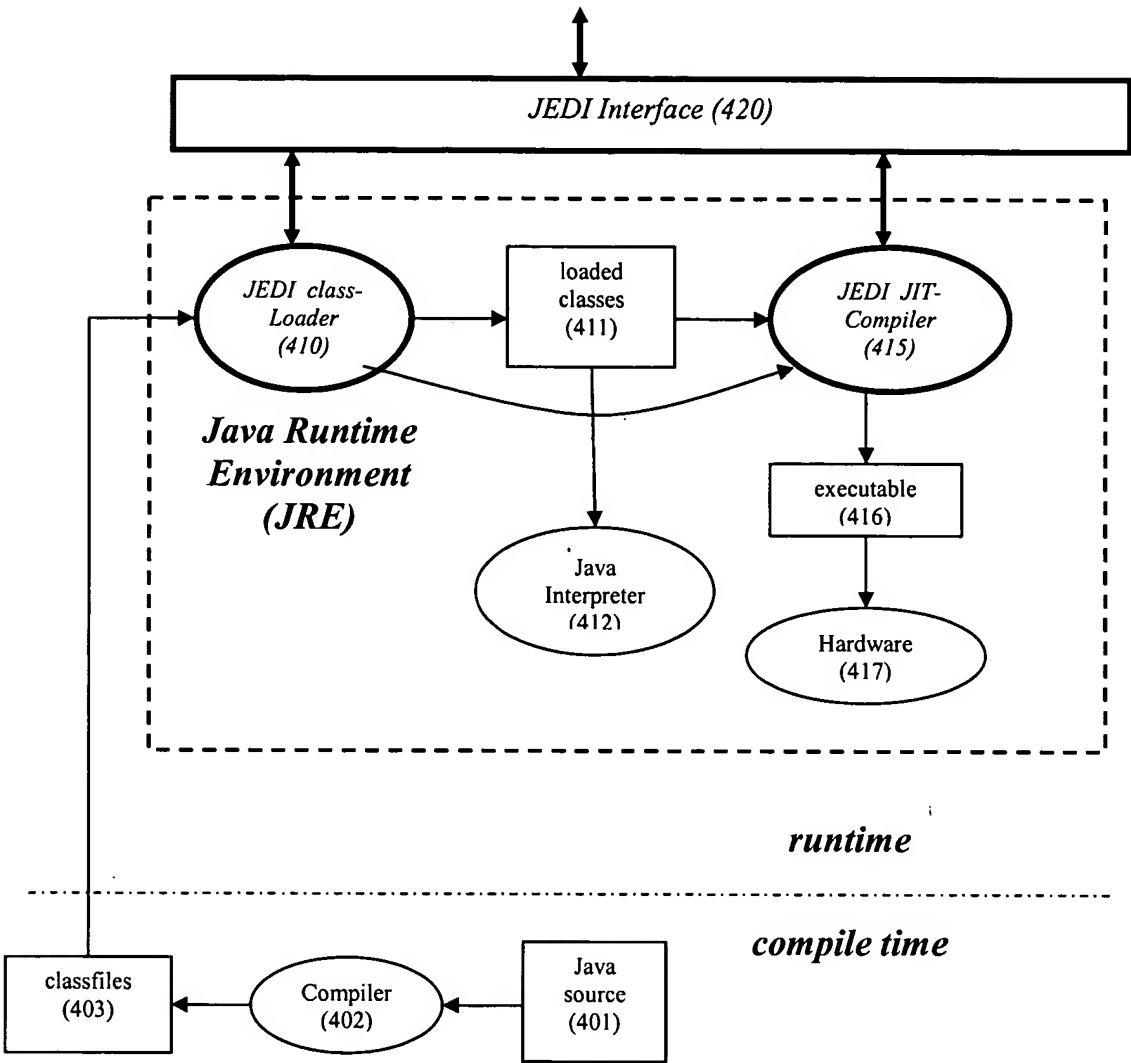 JEDI Interface (420)
JEDI class-
Loader
(410)
loaded
classes
(411)
JEDI JIT-
Compiler
(415)
Java Runtime
Environment
(JRE)
executable
(416)
Java
Interpreter
(412)
Hardware
(417)
runtime
compile time
classfiles
(403)
Compiler
(402)
Java
source
(401)